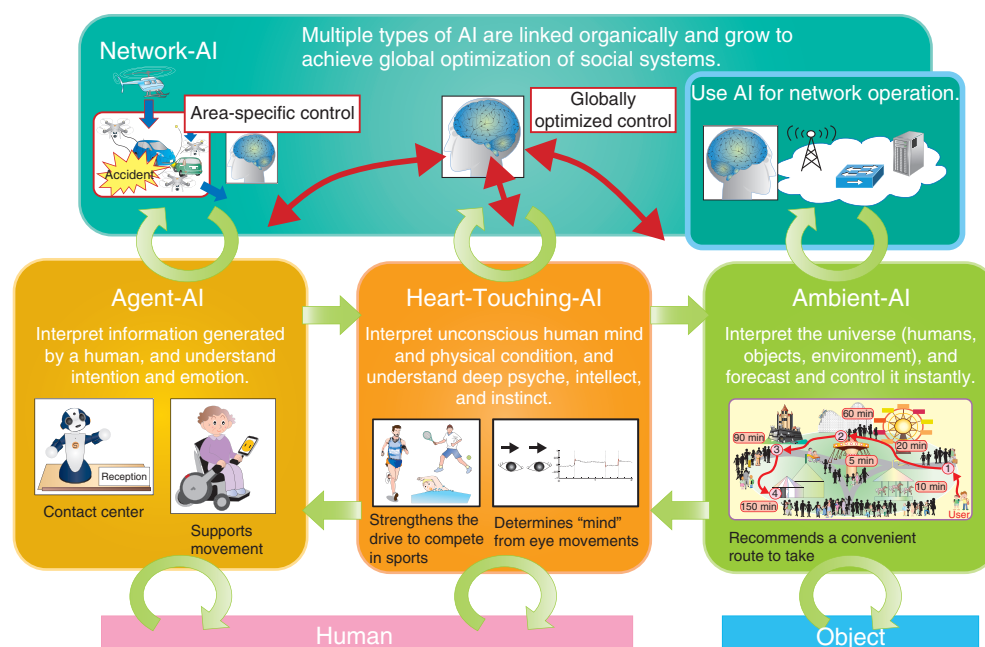 Network-AI
Multiple types of AI are linked organically and grow to
achieve global optimization of social systems.
Area-specific control
Accident
Globally
optimized control
Use AI for network operation.
Agent-AI
Interpret information generated
by a human, and understand
intention and emotion.
Reception
Contact center
Supports
movement
Heart-Touching-AI
Interpret unconscious human mind
and physical condition, and
understand deep psyche, intellect,
and instinct.
Strengthens the
drive to compete
in sports
Determines “mind”
from eye movements
Ambient-AI
Interpret the universe (humans,
objects, environment), and
forecast and control it instantly.
60 min
90 min
2
20 min
3
5 min
1
4
10 min
150 min
User
Recommends a convenient
route to take
Human
Object